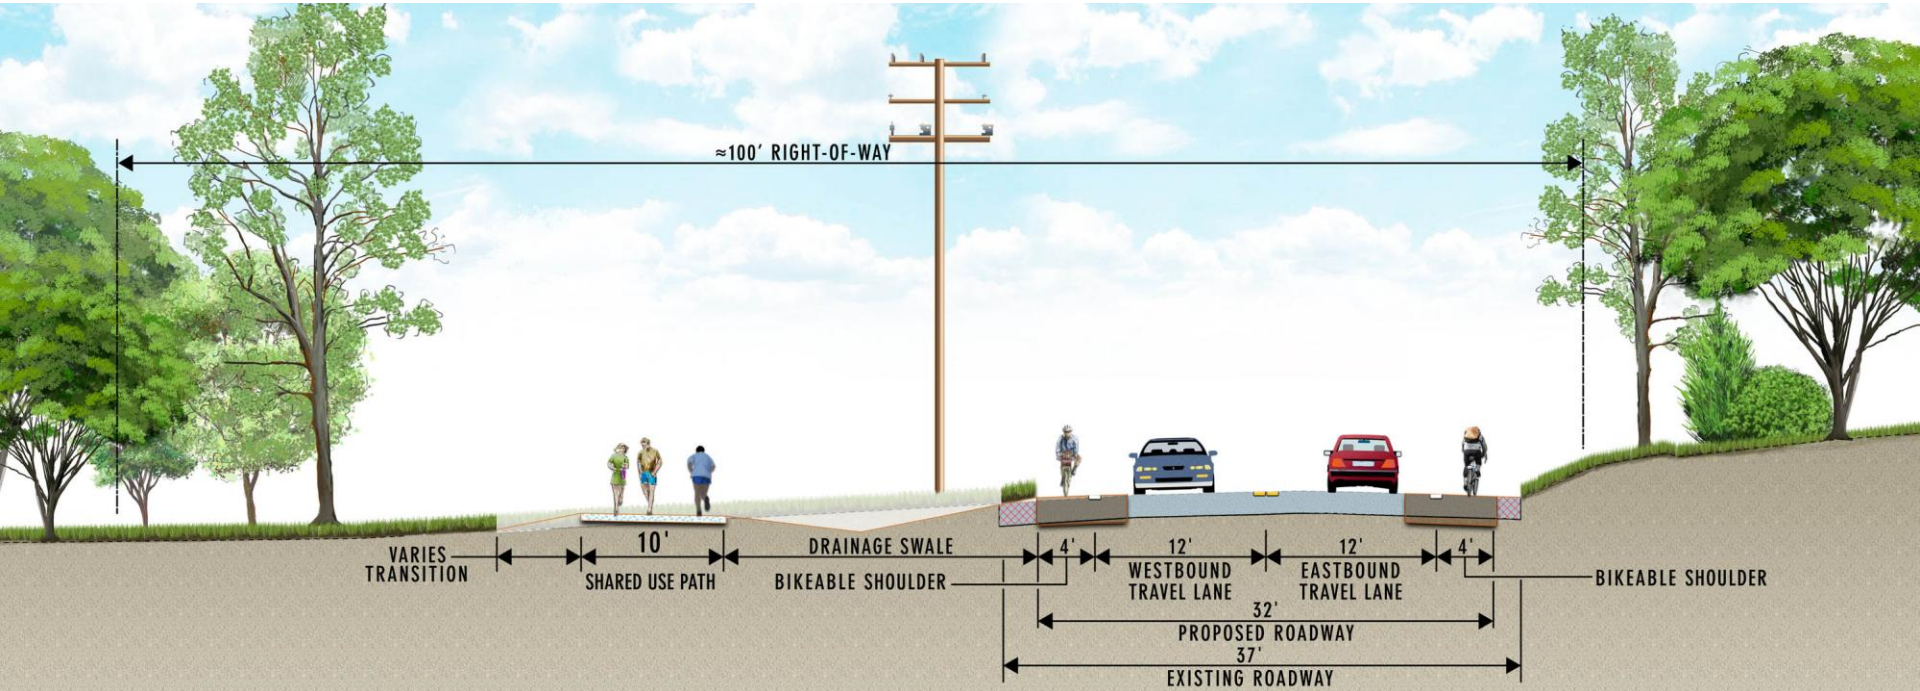 ≈100' RIGHT-OF-WAY
VARIES
TRANSITION
10'
SHARED USE PATH
DRAINAGE SWALE
BIKEABLE SHOULDER
4'
12'
WESTBOUND
TRAVEL LANE
12'
EASTBOUND
TRAVEL LANE
4'
BIKEABLE SHOULDER
32'
PROPOSED ROADWAY
37'
EXISTING ROADWAY